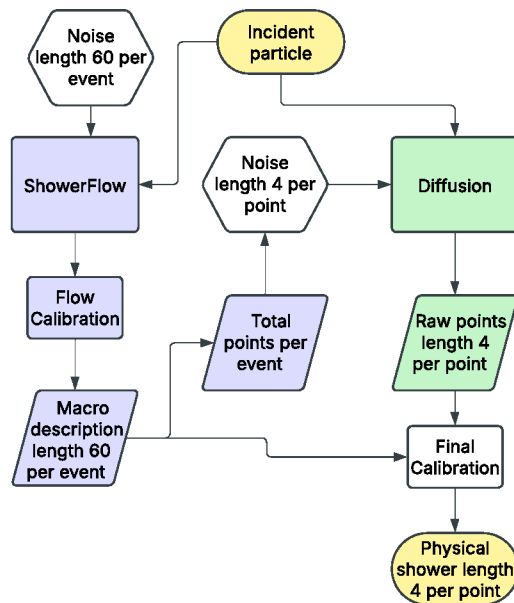 Noise
length 60 per
event
Incident
particle
ShowerFlow
Noise
length 4 per
point
Diffusion
Flow
Calibration
Total
points per
event
Raw points
length 4
per point
Macro
description
length 60
per event
Final
Calibration
Physical
shower length
4 per point